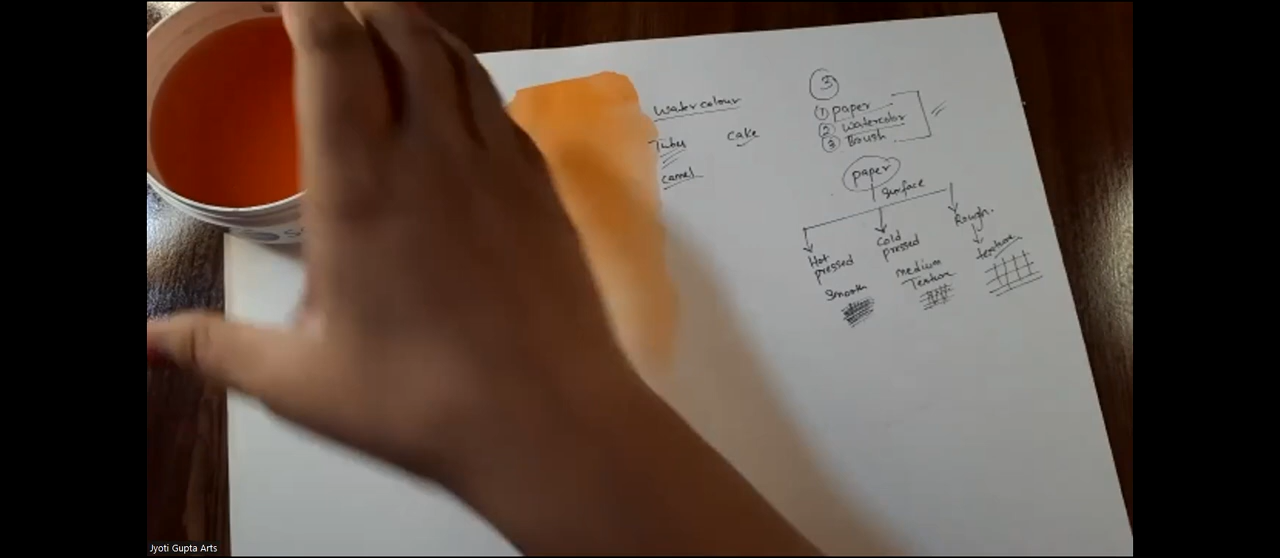 Watercolour
Tubes cake
camel
3
1 paper
2 watercolor
3 Brush
paper
surface
Hot pressed
smooth
Cold pressed
medium Texture
Rough.
texture
Jyoti Gupta Arts